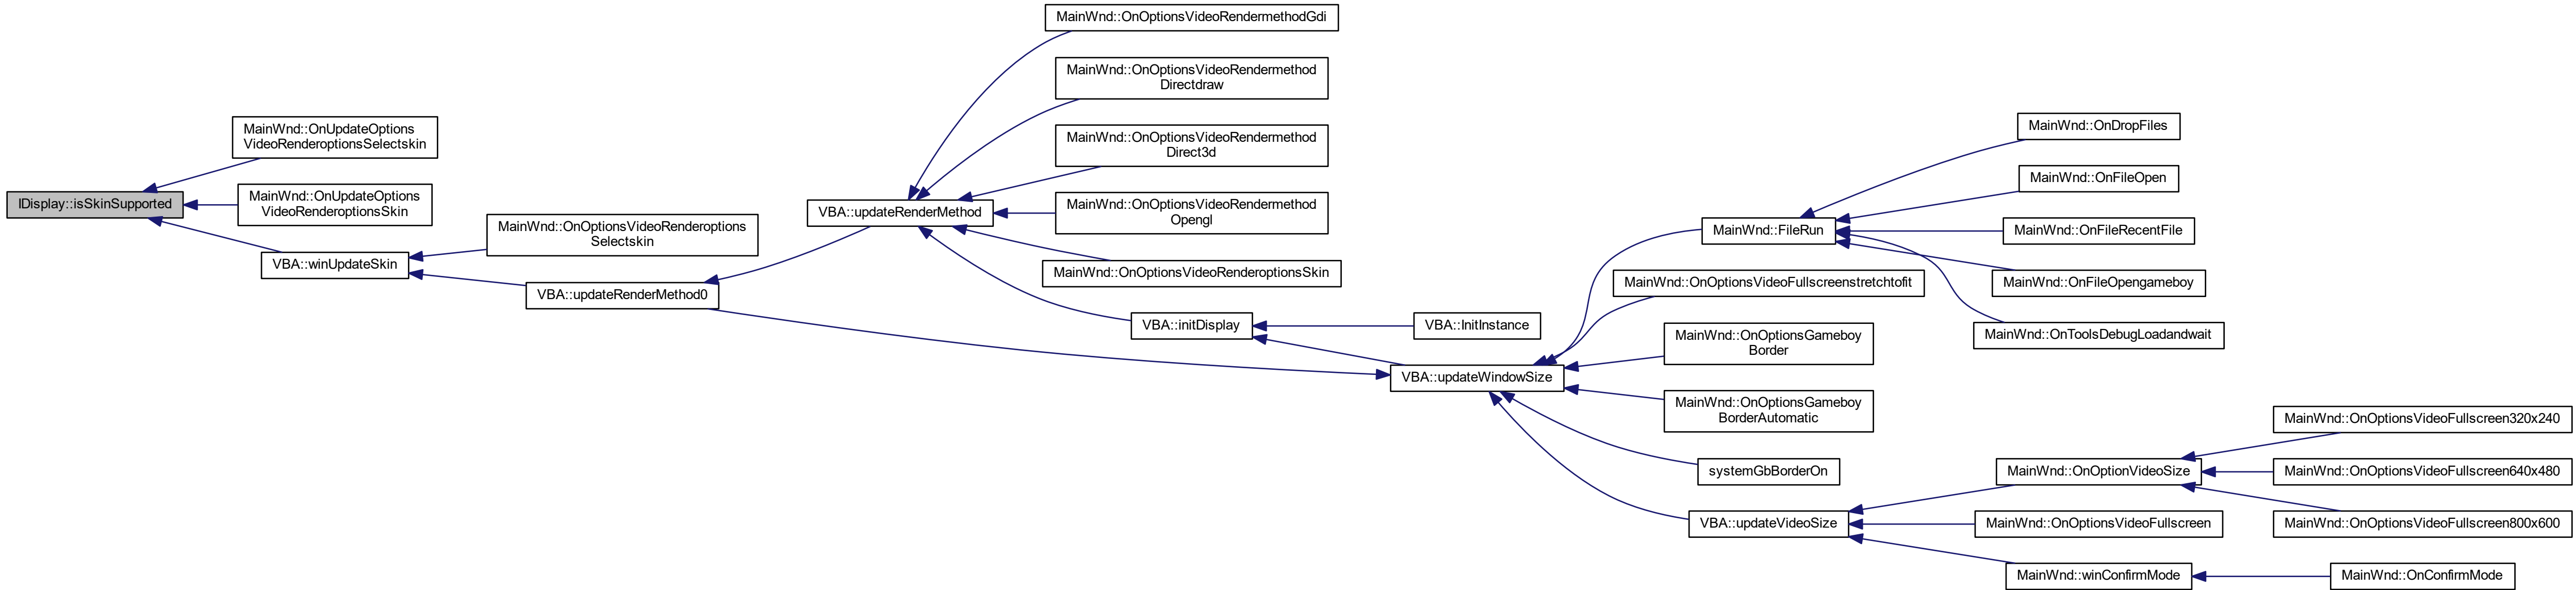 MainWnd::OnOptionsVideoRendermethodGdi
MainWnd::OnOptionsVideoRendermethod
Directdraw
MainWnd::OnUpdateOptions
VideoRenderoptionsSelectskin
MainWnd::OnOptionsVideoRendermethod
Direct3d
MainWnd::OnDropFiles
MainWnd::OnFileOpen
IDisplay::isSkinSupported
MainWnd::OnUpdateOptions
VideoRenderoptionsSkin
VBA::updateRenderMethod
MainWnd::OnOptionsVideoRendermethod
Opengl
MainWnd::FileRun
MainWnd::OnFileRecentFile
MainWnd::OnOptionsVideoRenderoptions
Selectskin
VBA::winUpdateSkin
MainWnd::OnOptionsVideoRenderoptionsSkin
MainWnd::OnOptionsVideoFullscreenstretchtofit
MainWnd::OnFileOpengameboy
VBA::updateRenderMethod0
VBA::initDisplay
VBA::InitInstance
MainWnd::OnToolsDebugLoadandwait
MainWnd::OnOptionsGameboy
Border
VBA::updateWindowSize
MainWnd::OnOptionsGameboy
BorderAutomatic
MainWnd::OnOptionsVideoFullscreen320x240
systemGbBorderOn
MainWnd::OnOptionVideoSize
MainWnd::OnOptionsVideoFullscreen640x480
VBA::updateVideoSize
MainWnd::OnOptionsVideoFullscreen
MainWnd::OnOptionsVideoFullscreen800x600
MainWnd::winConfirmMode
MainWnd::OnConfirmMode